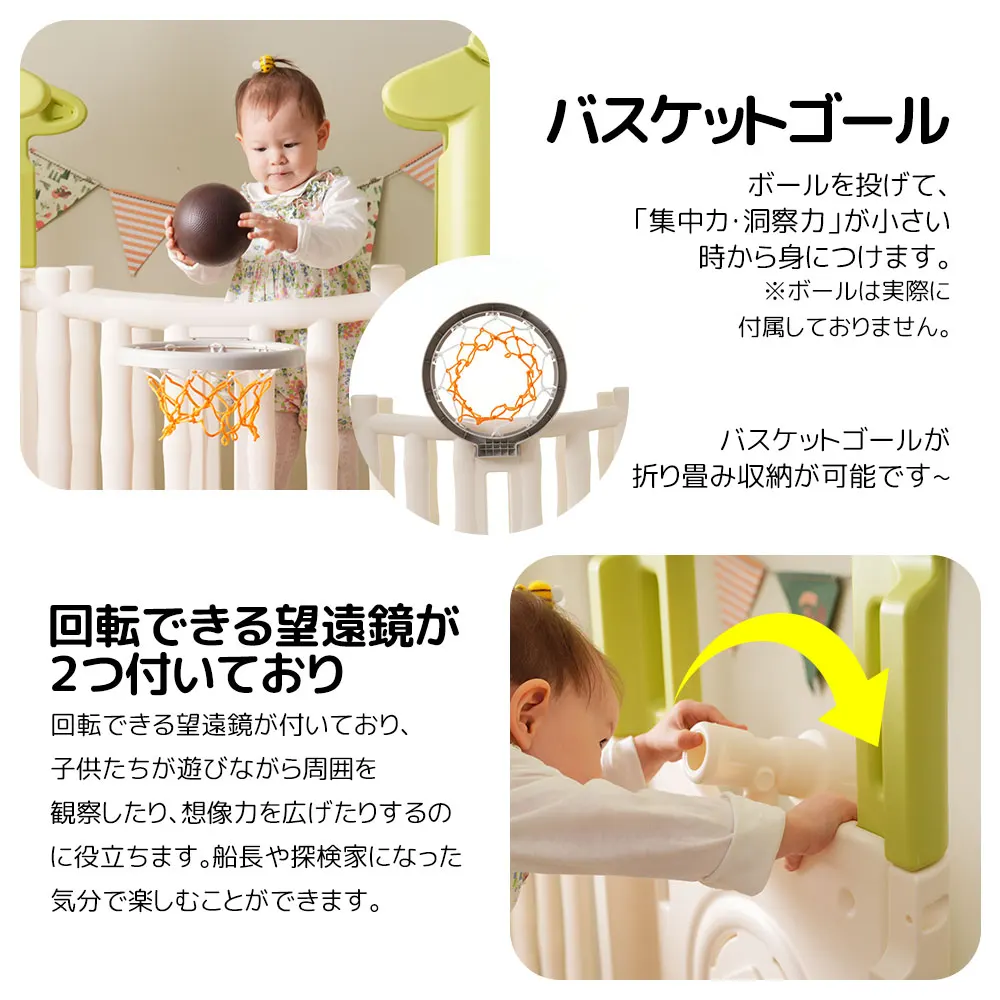 バスケットゴール
ボールを投げて、
「集中力・洞察力」が小さい
時から身につけます。
※ボールは実際に
付属しておりません。
バスケットゴールが
折り畳み収納が可能です~
回転できる望遠鏡が
2つ付いており
回転できる望遠鏡が付いており、
子供たちが遊びながら周囲を
観察したり、想像力を広げたりするの
に役立ちます。船長や探検家になった
気分で楽しむことができます。